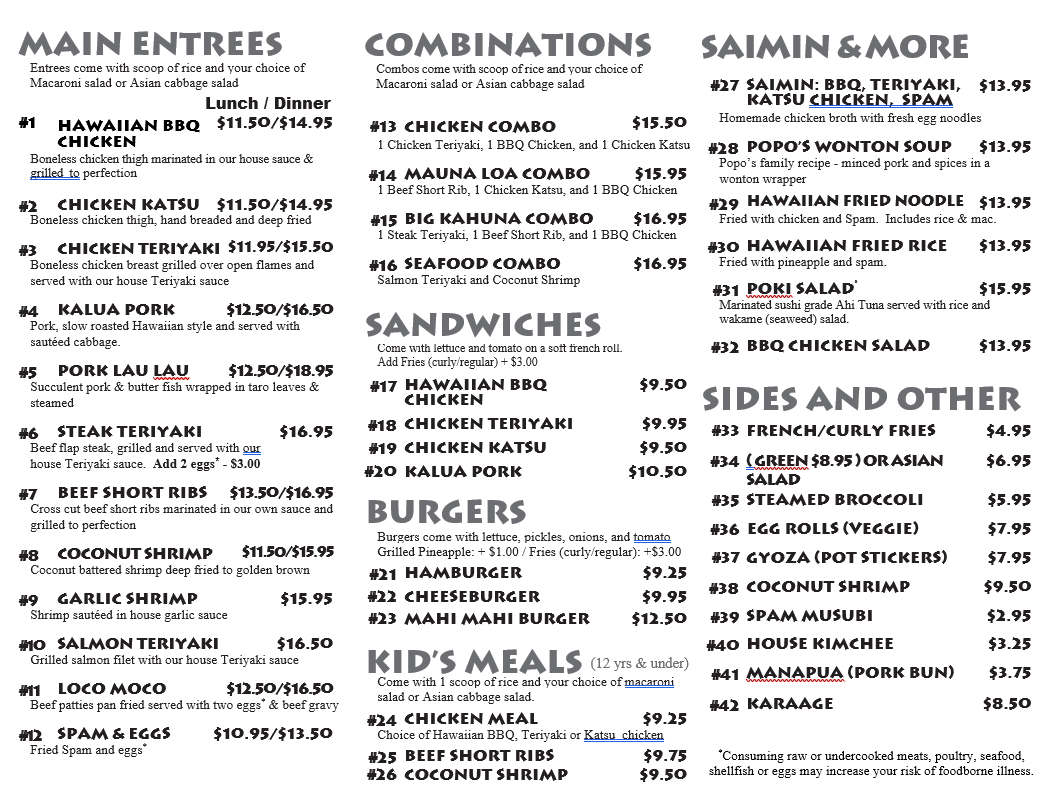 MAIN ENTREES
Entrees come with scoop of rice and your choice of
Macaroni salad or Asian cabbage salad
Lunch / Dinner
#1 HAWAIIAN BBQ $11.50/$14.95
CHICKEN
Boneless chicken thigh marinated in our house sauce &
grilled to perfection
#2 CHICKEN KATSU $11.50/$14.95
Boneless chicken thigh, hand breaded and deep fried
#3 CHICKEN TERIYAKI $11.95/$15.50
Boneless chicken breast grilled over open flames and
served with our house Teriyaki sauce
#4 KALUA PORK $12.50/$16.50
Pork, slow roasted Hawaiian style and served with
sautéed cabbage.
#5 PORK LAU LAU $12.50/$18.95
Succulent pork & butter fish wrapped in taro leaves &
steamed
#6 STEAK TERIYAKI $16.95
Beef flap steak, grilled and served with our
house Teriyaki sauce. Add 2 eggs* - $3.00
#7 BEEF SHORT RIBS $13.50/$16.95
Cross cut beef short ribs marinated in our own sauce and
grilled to perfection
#8 COCONUT SHRIMP $11.50/$15.95
Coconut battered shrimp deep fried to golden brown
#9 GARLIC SHRIMP $15.95
Shrimp sautéed in house garlic sauce
#10 SALMON TERIYAKI $16.50
Grilled salmon filet with our house Teriyaki sauce
#11 LOCO MOCO $12.50/$16.50
Beef patties pan fried served with two eggs* & beef gravy
#12 SPAM & EGGS $10.95/$13.50
Fried Spam and eggs*
COMBINATIONS
Combos come with scoop of rice and your choice of
Macaroni salad or Asian cabbage salad
#13 CHICKEN COMBO $15.50
1 Chicken Teriyaki, 1 BBQ Chicken, and 1 Chicken Katsu
#14 MAUNA LOA COMBO $15.95
1 Beef Short Rib, 1 Chicken Katsu, and 1 BBQ Chicken
#15 BIG KAHUNA COMBO $16.95
1 Steak Teriyaki, 1 Beef Short Rib, and 1 BBQ Chicken
#16 SEAFOOD COMBO $16.95
Salmon Teriyaki and Coconut Shrimp
SANDWICHES
Come with lettuce and tomato on a soft french roll.
Add Fries (curly/regular) + $3.00
#17 HAWAIIAN BBQ $9.50
CHICKEN
#18 CHICKEN TERIYAKI $9.95
#19 CHICKEN KATSU $9.50
#20 KALUA PORK $10.50
BURGERS
Burgers come with lettuce, pickles, onions, and tomato
Grilled Pineapple: + $1.00 / Fries (curly/regular): +$3.00
#21 HAMBURGER $9.25
#22 CHEESEBURGER $9.95
#23 MAHI MAHI BURGER $12.50
KID'S MEALS (12 yrs & under)
Come with 1 scoop of rice and your choice of macaroni
salad or Asian cabbage salad.
#24 CHICKEN MEAL $9.25
Choice of Hawaiian BBQ, Teriyaki or Katsu chicken
#25 BEEF SHORT RIBS $9.75
#26 COCONUT SHRIMP $9.50
SAIMIN & MORE
#27 SAIMIN: BBQ, TERIYAKI, $13.95
KATSU CHICKEN, SPAM
Homemade chicken broth with fresh egg noodles
#28 POPO'S WONTON SOUP $13.95
Popo's family recipe - minced pork and spices in a
wonton wrapper
#29 HAWAIIAN FRIED NOODLE $13.95
Fried with chicken and Spam. Includes rice & mac.
#30 HAWAIIAN FRIED RICE $13.95
Fried with pineapple and spam.
#31 POKI SALAD* $15.95
Marinated sushi grade Ahi Tuna served with rice and
wakame (seaweed) salad.
#32 BBQ CHICKEN SALAD $13.95
SIDES AND OTHER
#33 FRENCH/CURLY FRIES $4.95
#34 (GREEN $8.95) OR ASIAN $6.95
SALAD
#35 STEAMED BROCCOLI $5.95
#36 EGG ROLLS (VEGGIE) $7.95
#37 GYOZA (POT STICKERS) $7.95
#38 COCONUT SHRIMP $9.50
#39 SPAM MUSUBI $2.95
#40 HOUSE KIMCHEE $3.25
#41 MANAPUA (PORK BUN) $3.75
#42 KARAAGE $8.50
*Consuming raw or undercooked meats, poultry, seafood,
shellfish or eggs may increase your risk of foodborne illness.